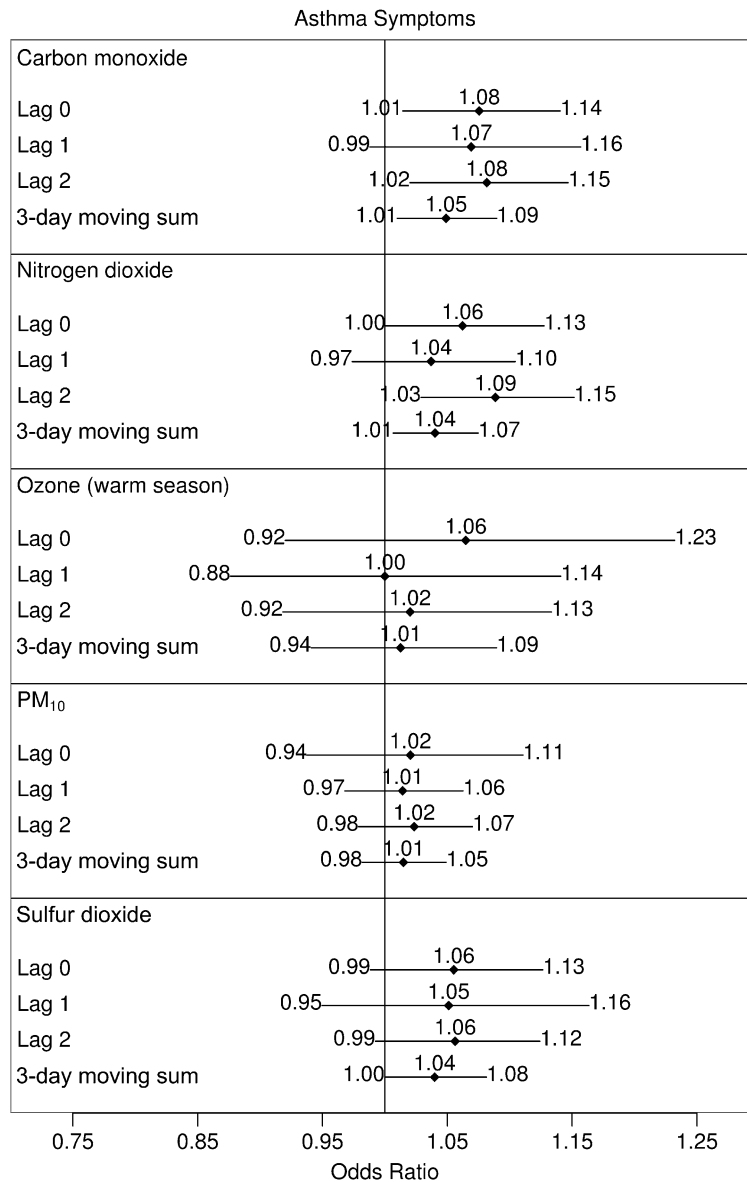 Asthma Symptoms
Carbon monoxide
Lag 0 1.01 1.08 1.14
Lag 1 0.99 1.07 1.16
Lag 2 1.02 1.08 1.15
3-day moving sum 1.01 1.05 1.09
Nitrogen dioxide
Lag 0 1.00 1.06 1.13
Lag 1 0.97 1.04 1.10
Lag 2 1.03 1.09 1.15
3-day moving sum 1.01 1.04 1.07
Ozone (warm season)
Lag 0 0.92 1.06 1.23
Lag 1 0.88 1.00 1.14
Lag 2 0.92 1.02 1.13
3-day moving sum 0.94 1.01 1.09
PM₁₀
Lag 0 0.94 1.02 1.11
Lag 1 0.97 1.01 1.06
Lag 2 0.98 1.02 1.07
3-day moving sum 0.98 1.01 1.05
Sulfur dioxide
Lag 0 0.99 1.06 1.13
Lag 1 0.95 1.05 1.16
Lag 2 0.99 1.06 1.12
3-day moving sum 1.00 1.04 1.08
0.75 0.85 0.95 1.05 1.15 1.25
Odds Ratio